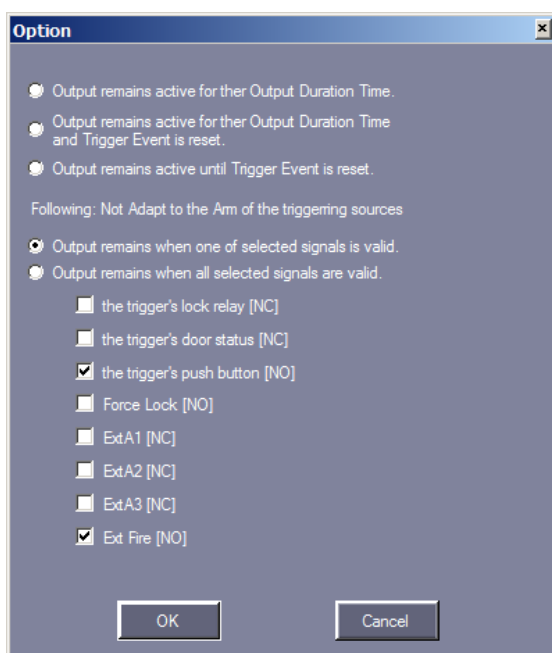 Option
Output remains active for ther Output Duration Time.
Output remains active for ther Output Duration Time
and Trigger Event is reset.
Output remains active until Trigger Event is reset.
Following: Not Adapt to the Arm of the triggerring sources
Output remains when one of selected signals is valid.
Output remains when all selected signals are valid.
the trigger's lock relay [NC]
the trigger's door status [NC]
the trigger's push button [NO]
Force Lock [NO]
ExtA1 [NC]
ExtA2 [NC]
ExtA3 [NC]
Ext Fire [NO]
OK
Cancel